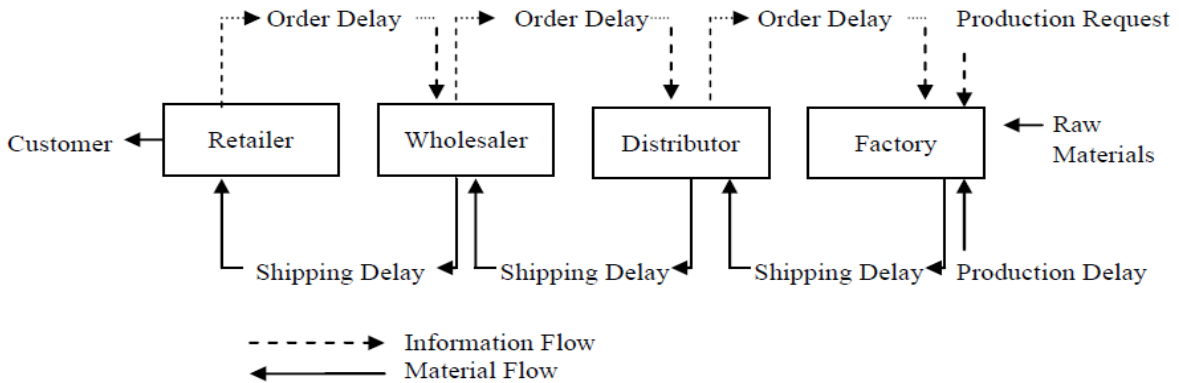 Order Delay
Order Delay
Order Delay
Production Request
Customer
Retailer
Wholesaler
Distributor
Factory
Raw
Materials
Shipping Delay
Shipping Delay
Shipping Delay
Production Delay
Information Flow
Material Flow